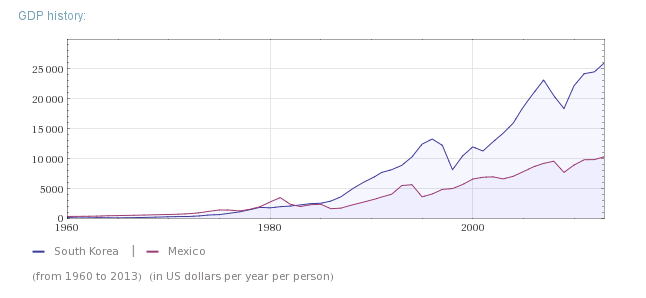 GDP history:
25 000
20 000
15 000
10 000
5000
0
1960 1980 2000
South Korea | Mexico
(from 1960 to 2013) (in US dollars per year per person)